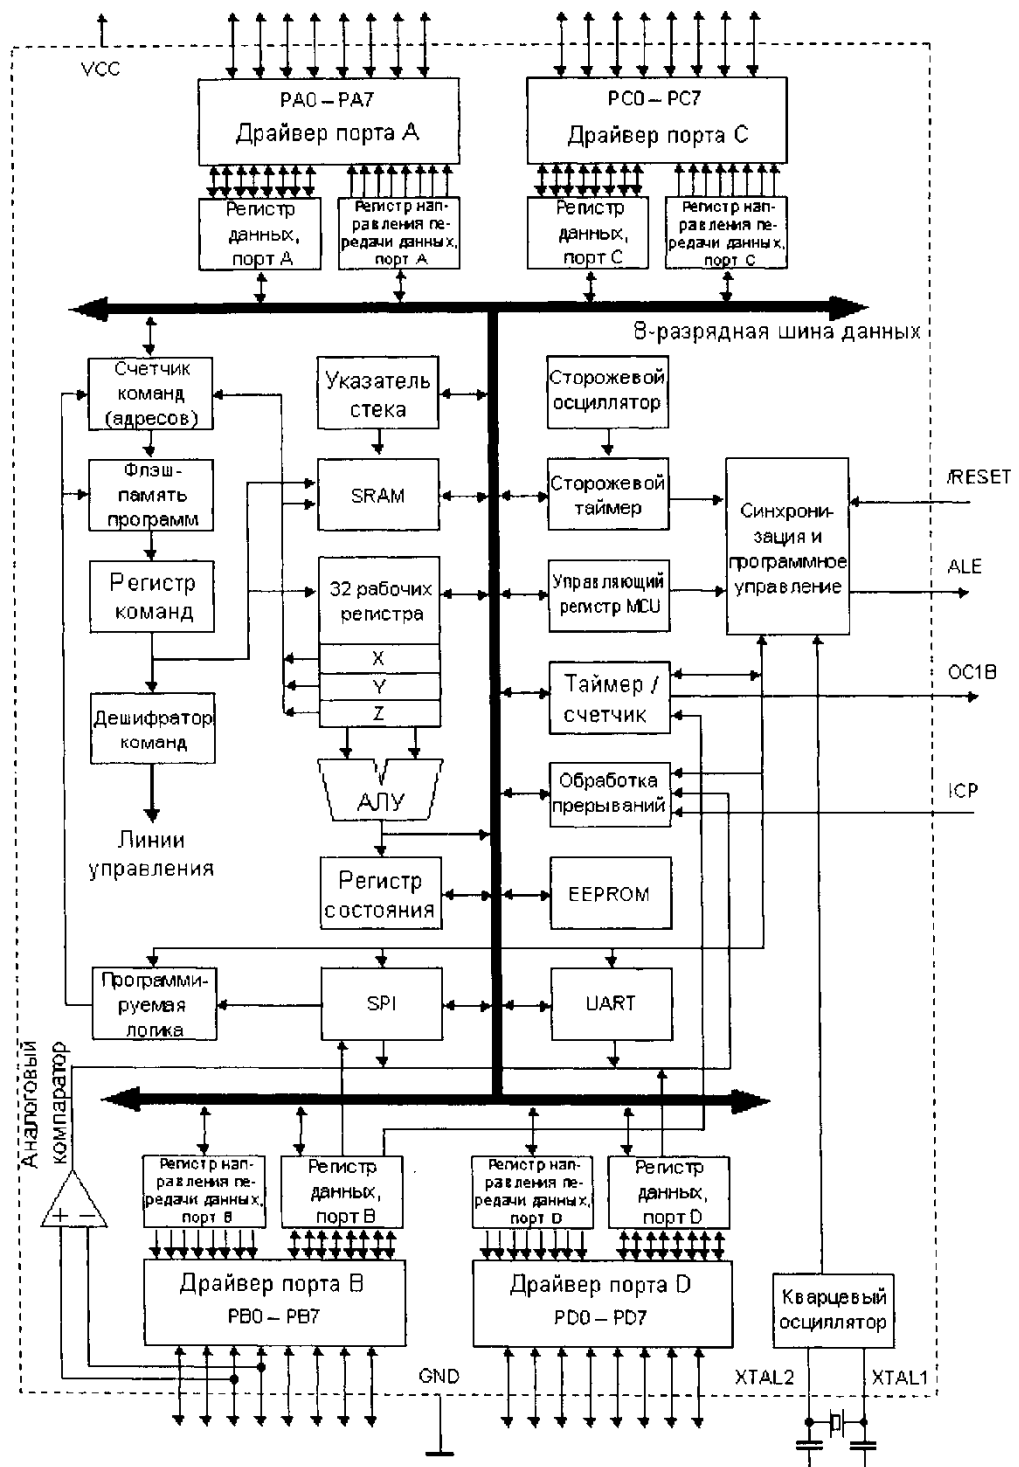 VCC
PA0 – PA7
Драйвер порта A
PC0 – PC7
Драйвер порта C
Регистр
данных,
порт A
Регистр нап-
равления пе-
редачи данных,
порт A
Регистр
данных,
порт C
Регистр нап-
равления пе-
редачи данных,
порт C
8-разрядная шина данных
Счетчик
команд
(адресов)
Указатель
стека
Сторожевой
осциллятор
Флэш-
память
программ
SRAM
Сторожевой
таймер
Синхрони-
зация и
программное
управление
/RESET
ALE
Регистр
команд
32 рабочих
регистра
X
Y
Z
Управляющий
регистр MCU
Таймер /
счетчик
OC1B
Дешифратор
команд
АЛУ
Обработка
прерываний
ICP
Линии
управления
Регистр
состояния
EEPROM
Программи-
руемая
логика
SPI
UART
Аналоговый
компаратор
+ −
Регистр нап-
равления пе-
редачи данных,
порт B
Регистр
данных,
порт B
Регистр нап-
равления пе-
редачи данных,
порт D
Регистр
данных,
порт D
Драйвер порта B
PB0 – PB7
Драйвер порта D
PD0 – PD7
Кварцевый
осциллятор
GND
XTAL2
XTAL1